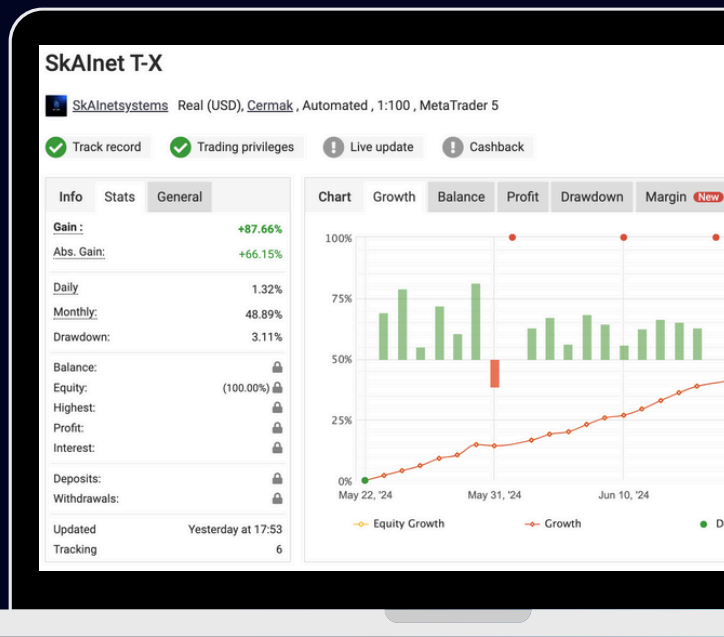 SkAInet T-X
SkAInetsystems Real (USD), Cermak , Automated , 1:100 , MetaTrader 5
Track record Trading privileges Live update Cashback
Info Stats General
Gain : +87.66%
Abs. Gain: +66.15%
Daily 1.32%
Monthly: 48.89%
Drawdown: 3.11%
Balance:
Equity: (100.00%)
Highest:
Profit:
Interest:
Deposits:
Withdrawals:
Updated Yesterday at 17:53
Tracking 6
Chart Growth Balance Profit Drawdown Margin New
100%
75%
50%
25%
0%
May 22, '24 May 31, '24 Jun 10, '24
Equity Growth Growth D